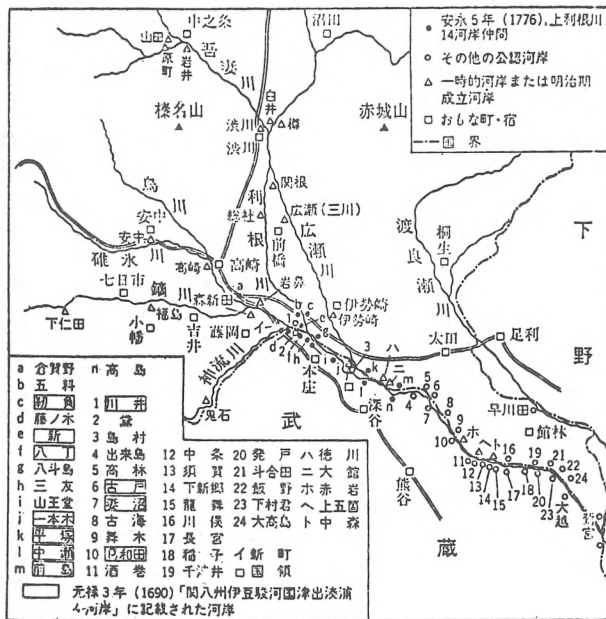 安永5年(1776),上利根川
14河岸仲間
その他の公認河岸
一時的河岸または明治期
成立河岸
おもな町・宿
国界
中之条
沼田
山田
原町
岩井
吾
妻
川
榛名山
赤城山
白井
樽
渋川
渋川
関根
利
根
川
総社
広瀬(三川)
前橋
広
瀬
川
渡
良
瀬
川
桐生
下
野
烏
川
安中
安中
碓氷川
高崎
高崎
七日市
鏑
川
森新田
岩鼻
伊勢崎
伊勢崎
下仁田
福島
小幡
吉井
藤岡
イ
神流川
鬼石
本庄
武
深谷
熊谷
蔵
太田
足利
早川田
館林
大越
a 倉賀野
b 五料
c 靭負
d 藤ノ木
e 新
f 八丁
g 八斗島
h 三友
i 山王堂
j 一本木
k 平塚
l 中瀬
m 前島
n 高島
1 川井
3 島村
4 出来島
5 高林
6 古戸
7 妻沼
8 古海
9 舞木
10 葛和田
11 酒巻
12 中条
13 須賀
14 下新郷
15 龍舞
16 川俣
17 長宮
18 稲子
19 千津井
20 発戸
21 斗合田
22 飯野
23 下村君
24 大高島
イ 新町
ロ 国領
ハ 徳川
ニ 大館
ホ 赤岩
ヘ 上五箇
ト 中森
元禄3年(1690)「関八州伊豆駿河国津出淡浦
々河岸」に記載された河岸